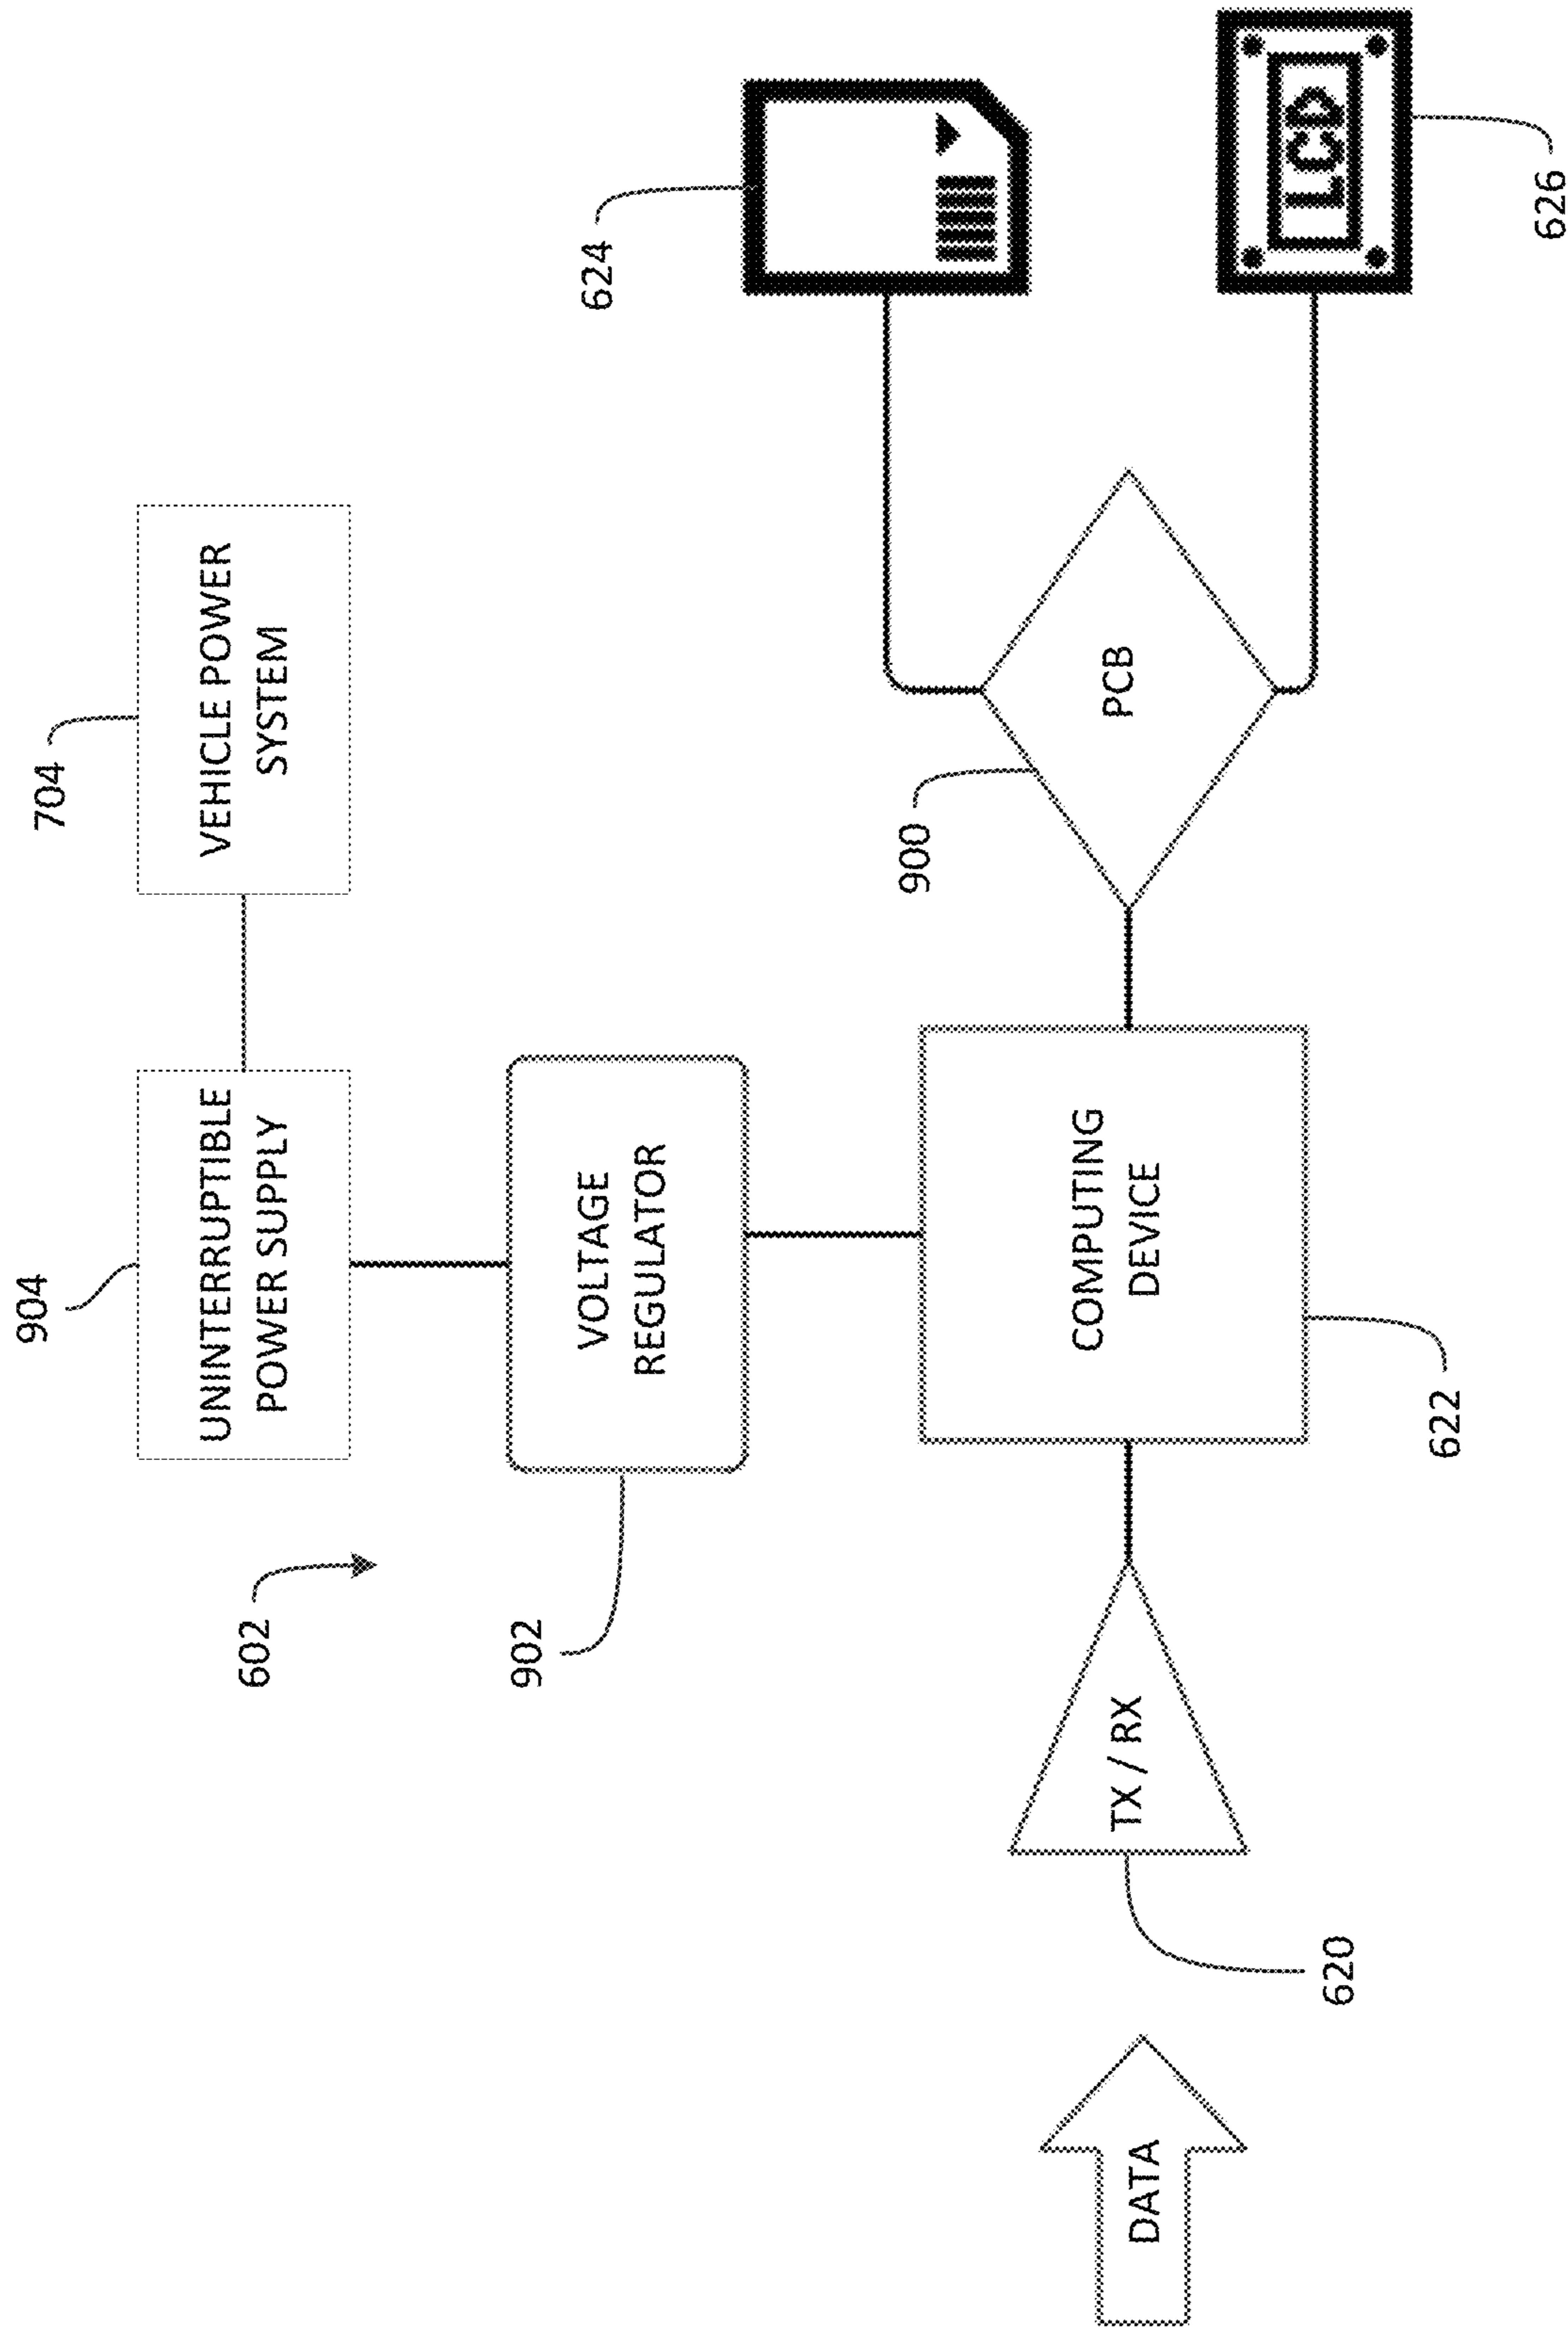 904
704
UNINTERRUPTIBLE
POWER SUPPLY
VEHICLE POWER
SYSTEM
602
902
VOLTAGE
REGULATOR
624
900
DATA
TX / RX
COMPUTING
DEVICE
PCB
LCD
620
622
626